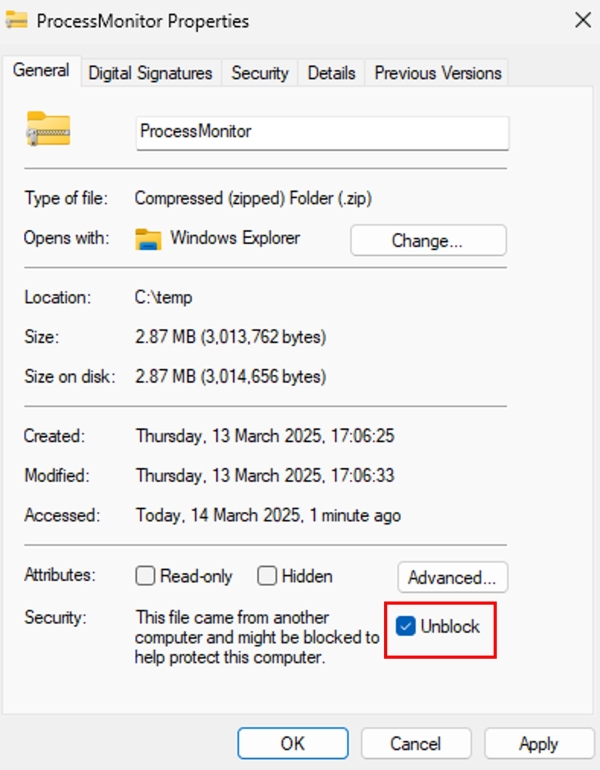 ProcessMonitor Properties
General Digital Signatures Security Details Previous Versions
ProcessMonitor
Type of file: Compressed (zipped) Folder (.zip)
Opens with: Windows Explorer Change...
Location: C:\temp
Size: 2.87 MB (3,013,762 bytes)
Size on disk: 2.87 MB (3,014,656 bytes)
Created: Thursday, 13 March 2025, 17:06:25
Modified: Thursday, 13 March 2025, 17:06:33
Accessed: Today, 14 March 2025, 1 minute ago
Attributes: Read-only Hidden Advanced...
Security: This file came from another
computer and might be blocked to Unblock
help protect this computer.
OK Cancel Apply